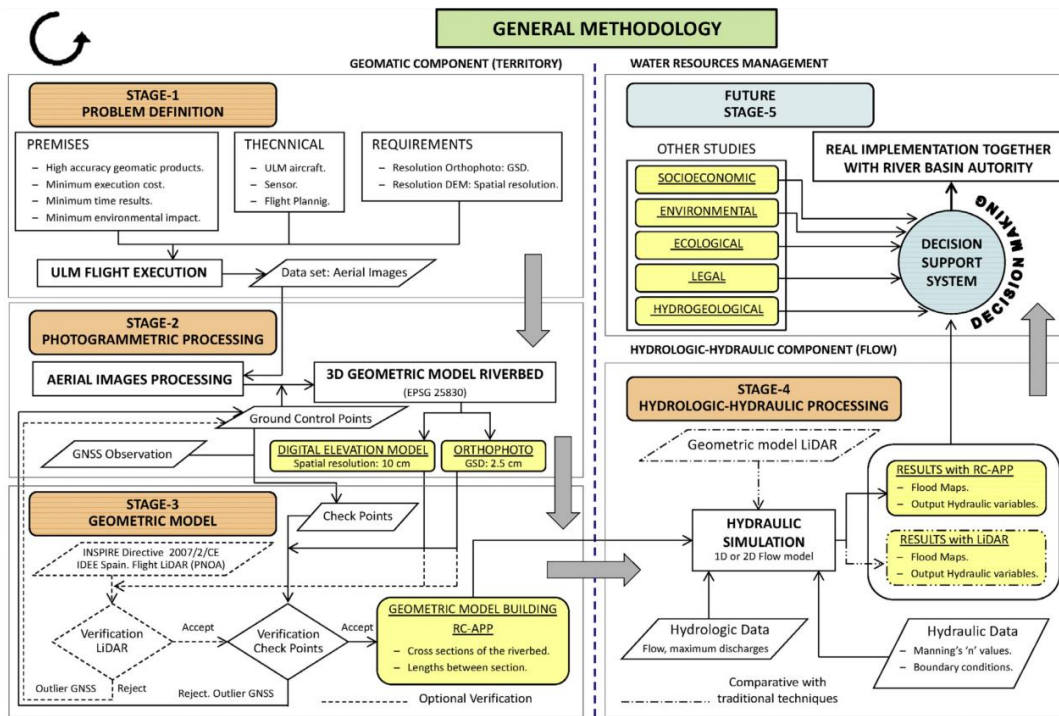 GENERAL METHODOLOGY
GEOMATIC COMPONENT (TERRITORY)
STAGE-1
PROBLEM DEFINITION
PREMISES
- High accuracy geomatic products.
- Minimum execution cost.
- Minimum time results.
- Minimum environmental impact.
THECNNICAL
- ULM aircraft.
- Sensor.
- Flight Plannig.
REQUIREMENTS
- Resolution Orthophoto: GSD.
- Resolution DEM: Spatial resolution.
ULM FLIGHT EXECUTION
Data set: Aerial Images
STAGE-2
PHOTOGRAMMETRIC PROCESSING
AERIAL IMAGES PROCESSING
3D GEOMETRIC MODEL RIVERBED
(EPSG 25830)
Ground Control Points
GNSS Observation
DIGITAL ELEVATION MODEL
Spatial resolution: 10 cm
ORTHOPHOTO
GSD: 2.5 cm
STAGE-3
GEOMETRIC MODEL
Check Points
INSPIRE Directive 2007/2/CE
IDEE Spain. Flight LiDAR (PNOA)
Verification
LiDAR
Accept
Verification
Check Points
Accept
GEOMETRIC MODEL BUILDING
RC-APP
- Cross sections of the riverbed.
- Lengths between section.
Outlier GNSS
Reject
Reject. Outlier GNSS
Optional Verification
WATER RESOURCES MANAGEMENT
FUTURE
STAGE-5
OTHER STUDIES
SOCIOECONOMIC
ENVIRONMENTAL
ECOLOGICAL
LEGAL
HYDROGEOLOGICAL
REAL IMPLEMENTATION TOGETHER
WITH RIVER BASIN AUTORITY
DECISION
SUPPORT
SYSTEM
DECISION MAKING
HYDROLOGIC-HYDRAULIC COMPONENT (FLOW)
STAGE-4
HYDROLOGIC-HYDRAULIC PROCESSING
Geometric model LiDAR
HYDRAULIC
SIMULATION
1D or 2D Flow model
RESULTS with RC-APP
- Flood Maps.
- Output Hydraulic variables.
RESULTS with LiDAR
- Flood Maps.
- Output Hydraulic variables.
Hydrologic Data
Flow, maximum discharges
Hydraulic Data
- Manning's 'n' values.
- Boundary conditions.
Comparative with
traditional techniques